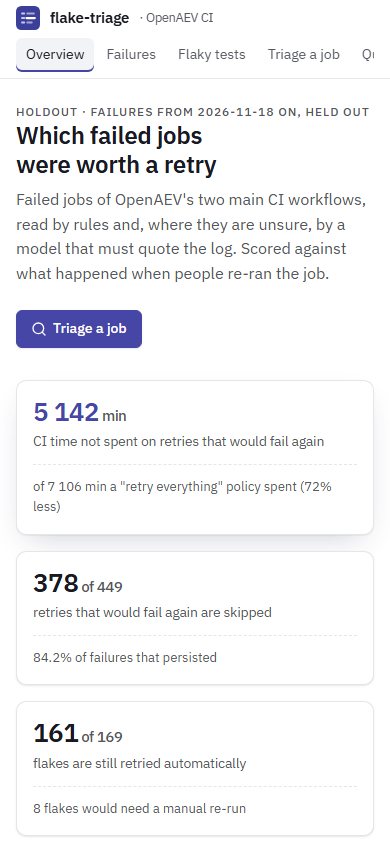 flake-triage · OpenAEV CI
Overview Failures Flaky tests Triage a job
HOLDOUT · FAILURES FROM 2026-11-18 ON, HELD OUT
Which failed jobs
were worth a retry
Failed jobs of OpenAEV's two main CI workflows,
read by rules and, where they are unsure, by a
model that must quote the log. Scored against
what happened when people re-ran the job.
Triage a job
5 142 min
CI time not spent on retries that would fail again
of 7 106 min a "retry everything" policy spent (72%
less)
378 of 449
retries that would fail again are skipped
84.2% of failures that persisted
161 of 169
flakes are still retried automatically
8 flakes would need a manual re-run